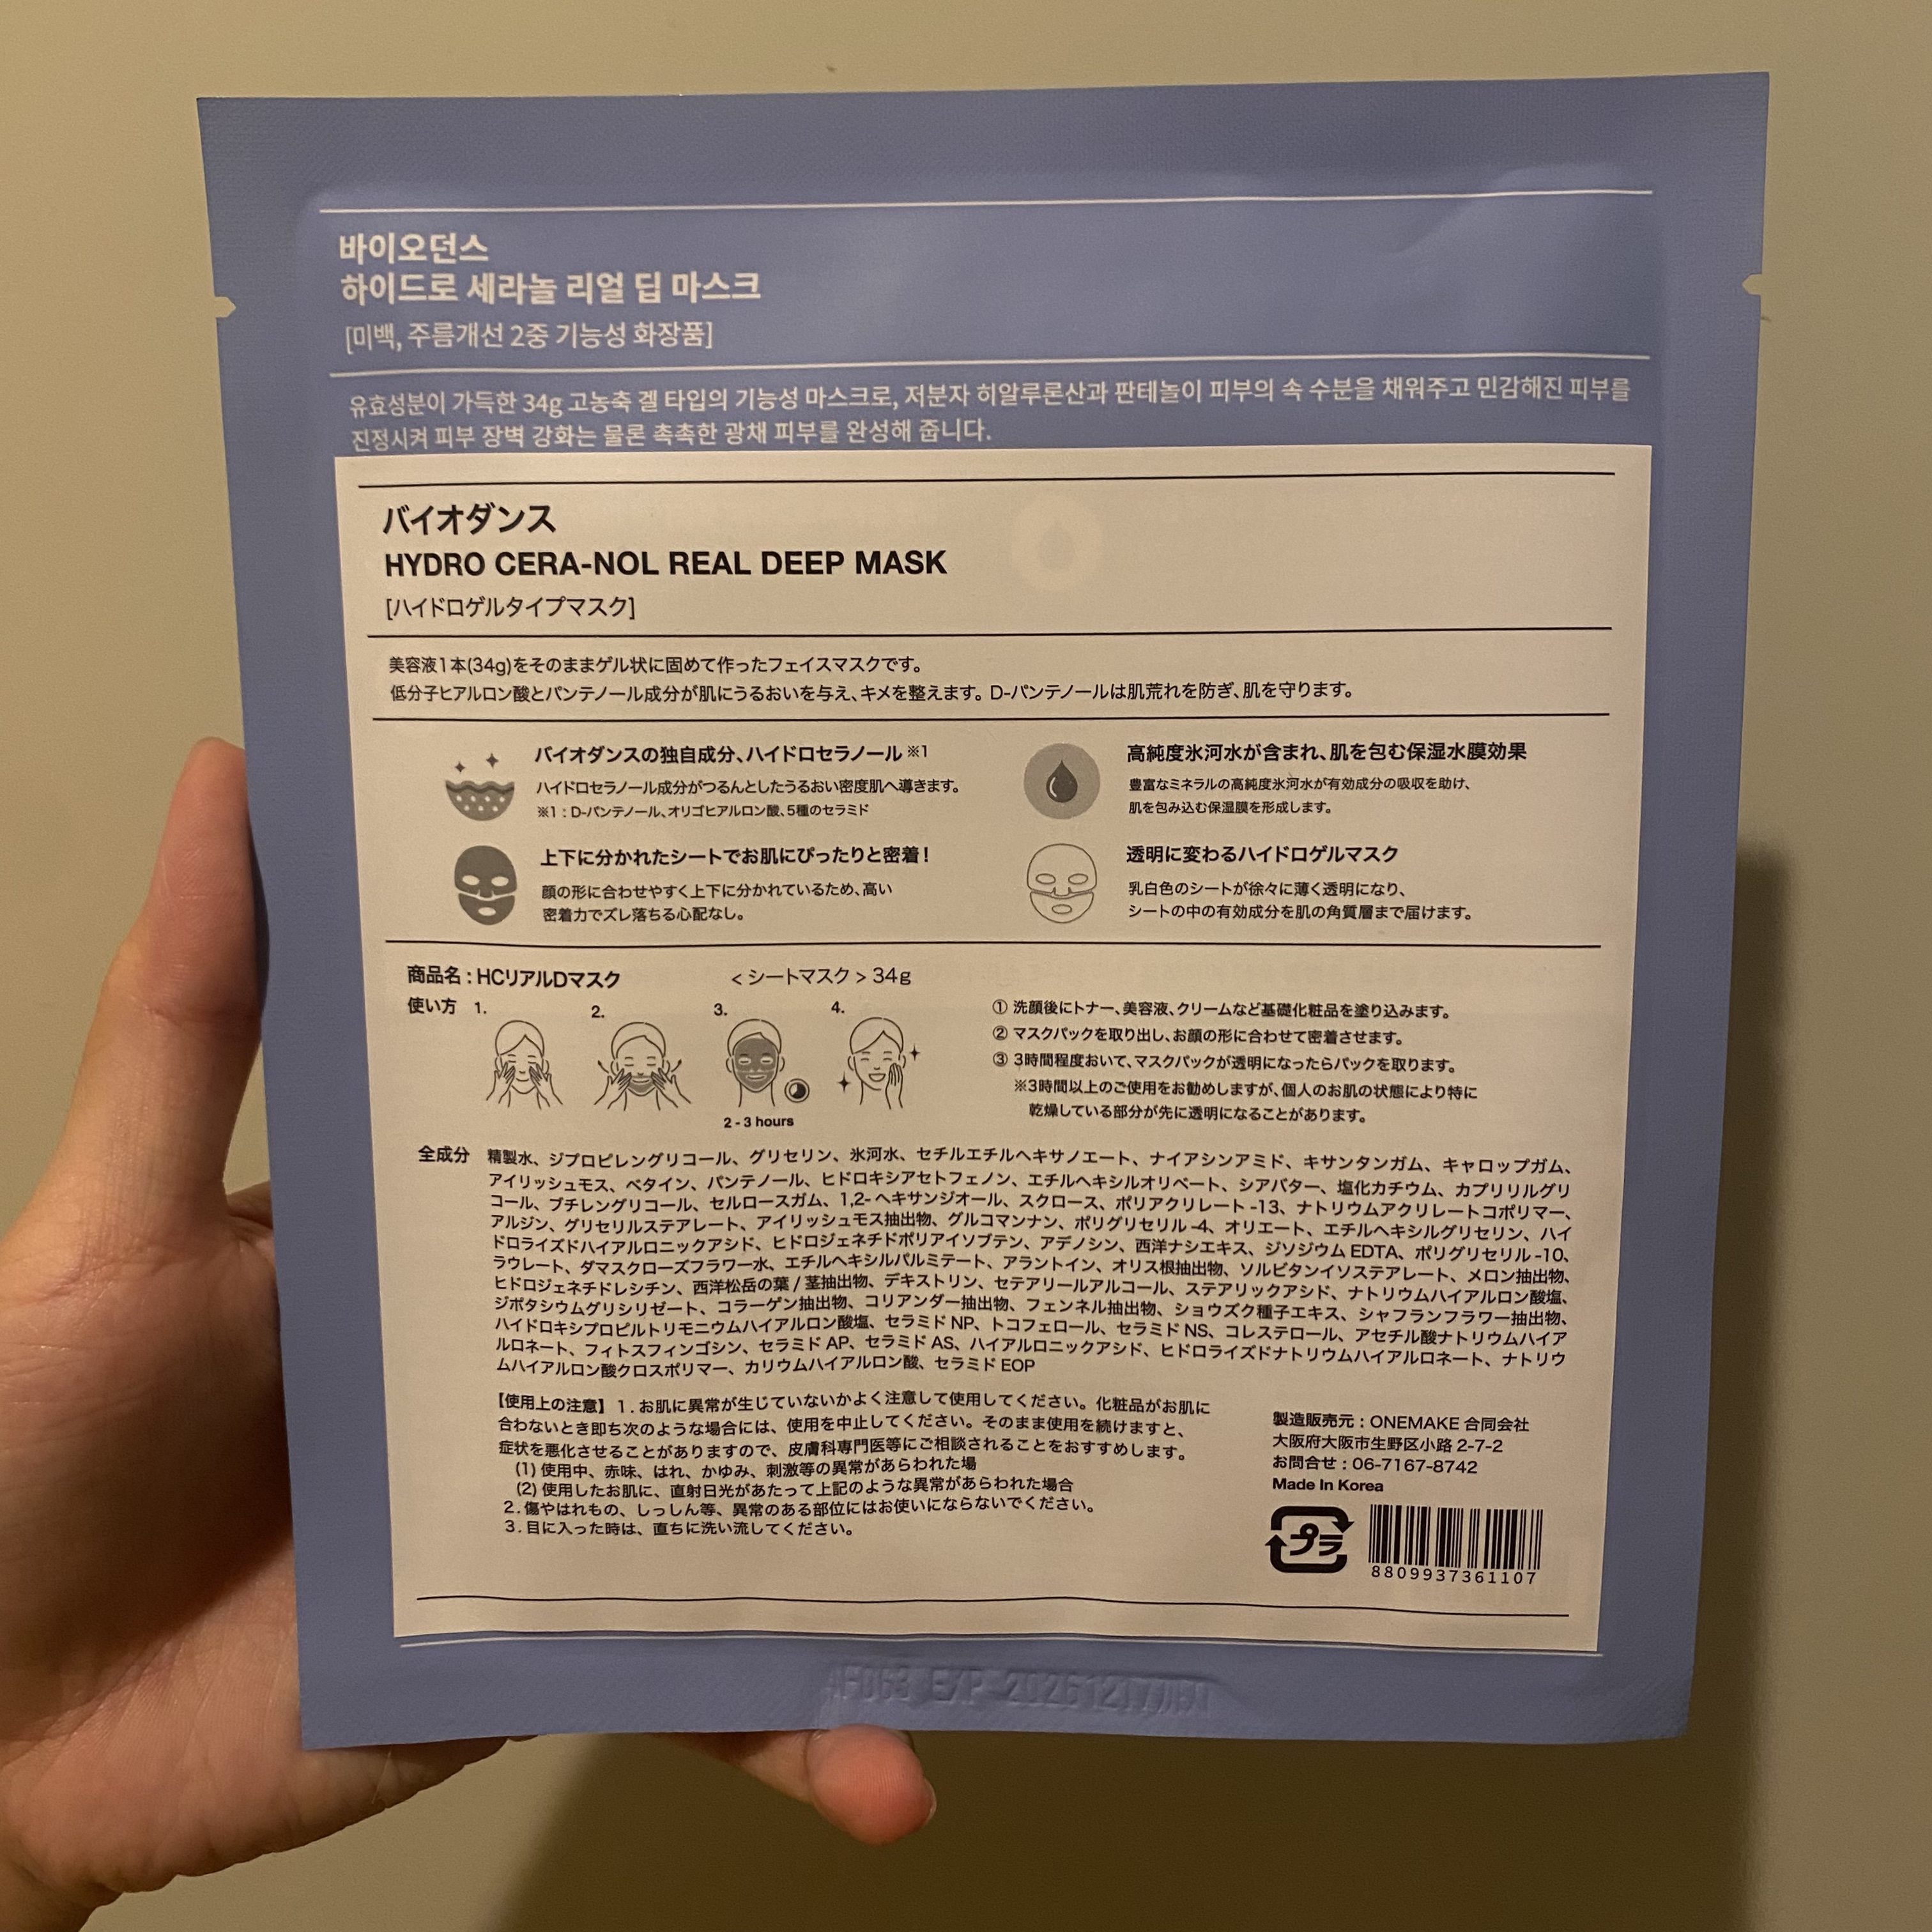 바이오던스
하이드로 세라놀 리얼 딥 마스크
[미백, 주름개선 2중 기능성 화장품]
유효성분이 가득한 34g 고농축 겔 타입의 기능성 마스크로, 저분자 히알루론산과 판테놀이 피부의 속 수분을 채워주고 민감해진 피부를
진정시켜 피부 장벽 강화는 물론 촉촉한 광채 피부를 완성해 줍니다.
バイオダンス
HYDRO CERA-NOL REAL DEEP MASK
[ハイドロゲルタイプマスク]
美容液1本(34g)をそのままゲル状に固めて作ったフェイスマスクです。
低分子ヒアルロン酸とパンテノール成分が肌にうるおいを与え、キメを整えます。D-パンテノールは肌荒れを防ぎ、肌を守ります。
バイオダンスの独自成分、ハイドロセラノール ※1
ハイドロセラノール成分がつるんとしたうるおい密度肌へ導きます。
※1 : D-パンテノール、オリゴヒアルロン酸、5種のセラミド
高純度氷河水が含まれ、肌を包む保湿水膜効果
豊富なミネラルの高純度氷河水が有効成分の吸収を助け、
肌を包み込む保湿膜を形成します。
上下に分かれたシートでお肌にぴったりと密着！
顔の形に合わせやすく上下に分かれているため、高い
密着力でズレ落ちる心配なし。
透明に変わるハイドロゲルマスク
乳白色のシートが徐々に薄く透明になり、
シートの中の有効成分を肌の角質層まで届けます。
商品名 : HCリアルDマスク <シートマスク> 34g
使い方 1. 2. 3. 4.
2 - 3 hours
① 洗顔後にトナー、美容液、クリームなど基礎化粧品を塗り込みます。
② マスクパックを取り出し、お顔の形に合わせて密着させます。
③ 3時間程度おいて、マスクパックが透明になったらパックを取ります。
※3時間以上のご使用をお勧めしますが、個人のお肌の状態により特に
乾燥している部分が先に透明になることがあります。
全成分 精製水、ジプロピレングリコール、グリセリン、氷河水、セチルエチルヘキサノエート、ナイアシンアミド、キサンタンガム、キャロップガム、
アイリッシュモス、ベタイン、パンテノール、ヒドロキシアセトフェノン、エチルヘキシルオリベート、シアバター、塩化カチウム、カプリリルグリ
コール、ブチレングリコール、セルロースガム、1,2-ヘキサンジオール、スクロース、ポリアクリレート-13、ナトリウムアクリレートコポリマー、
アルジン、グリセリルステアレート、アイリッシュモス抽出物、グルコマンナン、ポリグリセリル-4、オリエート、エチルヘキシルグリセリン、ハイ
ドロライズドハイアルロニックアシド、ヒドロジェネチドポリアイソブテン、アデノシン、西洋ナシエキス、ジソジウム EDTA、ポリグリセリル-10、
ラウレート、ダマスクローズフラワー水、エチルヘキシルパルミテート、アラントイン、オリス根抽出物、ソルビタンイソステアレート、メロン抽出物、
ヒドロジェネチドレシチン、西洋松岳の葉 / 茎抽出物、デキストリン、セテアリールアルコール、ステアリックアシド、ナトリウムハイアルロン酸塩、
ジポタシウムグリシリゼート、コラーゲン抽出物、コリアンダー抽出物、フェンネル抽出物、ショウズク種子エキス、シャフランフラワー抽出物、
ハイドロキシプロピルトリモニウムハイアルロン酸塩、セラミド NP、トコフェロール、セラミド NS、コレステロール、アセチル酸ナトリウムハイア
ルロネート、フィトスフィンゴシン、セラミド AP、セラミド AS、ハイアルロニックアシド、ヒドロライズドナトリウムハイアルロネート、ナトリウ
ムハイアルロン酸クロスポリマー、カリウムハイアルロン酸、セラミド EOP
【使用上の注意】1. お肌に異常が生じていないかよく注意して使用してください。化粧品がお肌に
合わないとき即ち次のような場合には、使用を中止してください。そのまま使用を続けますと、
症状を悪化させることがありますので、皮膚科専門医等にご相談されることをおすすめします。
(1) 使用中、赤味、はれ、かゆみ、刺激等の異常があらわれた場
(2) 使用したお肌に、直射日光があたって上記のような異常があらわれた場合
2. 傷やはれもの、しっしん等、異常のある部位にはお使いにならないでください。
3. 目に入った時は、直ちに洗い流してください。
製造販売元 : ONEMAKE 合同会社
大阪府大阪市生野区小路 2-7-2
お問合せ : 06-7167-8742
Made In Korea
プラ
8809937361107
EXP 20261217까지